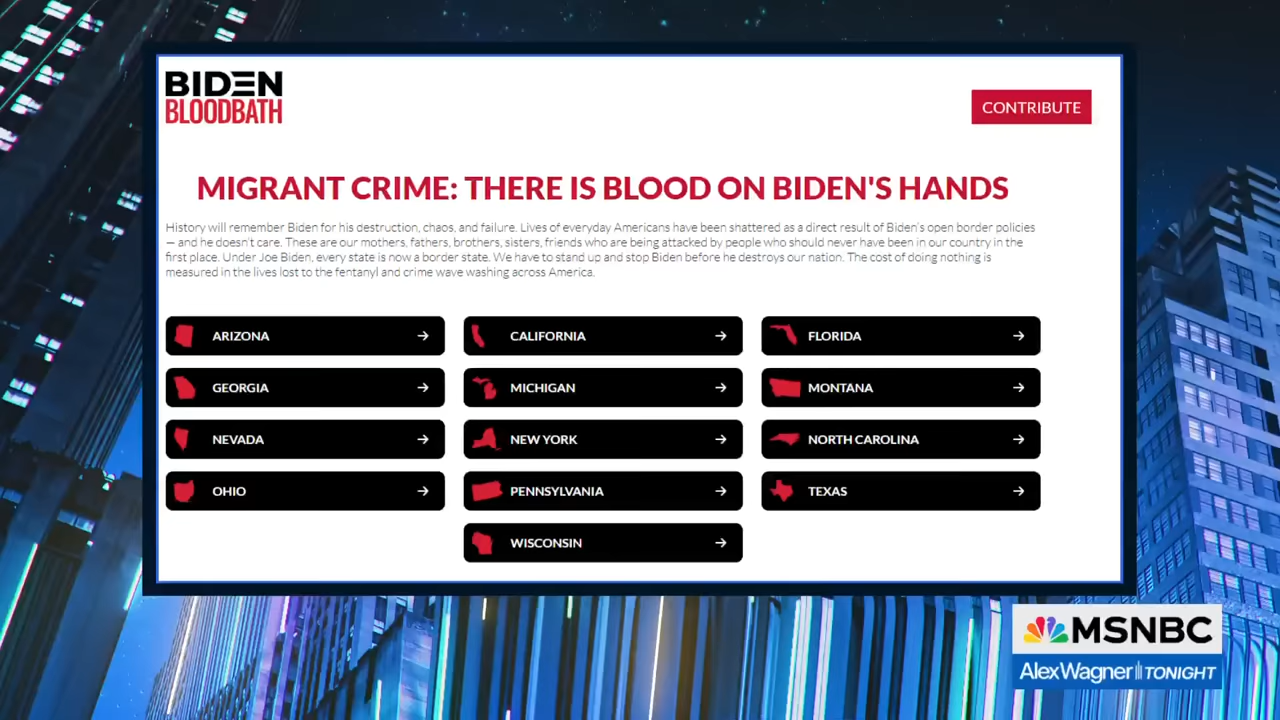 BIDEN
BLOODBATH
CONTRIBUTE
MIGRANT CRIME: THERE IS BLOOD ON BIDEN'S HANDS
History will remember Biden for his destruction, chaos, and failure. Lives of everyday Americans have been shattered as a direct result of Biden's open border policies
— and he doesn't care. These are our mothers, fathers, brothers, sisters, friends who are being attacked by people who should never have been in our country in the
first place. Under Joe Biden, every state is now a border state. We have to stand up and stop Biden before he destroys our nation. The cost of doing nothing is
measured in the lives lost to the fentanyl and crime wave washing across America.
ARIZONA → CALIFORNIA → FLORIDA →
GEORGIA → MICHIGAN → MONTANA →
NEVADA → NEW YORK → NORTH CAROLINA →
OHIO → PENNSYLVANIA → TEXAS →
WISCONSIN →
MSNBC
AlexWagner TONIGHT